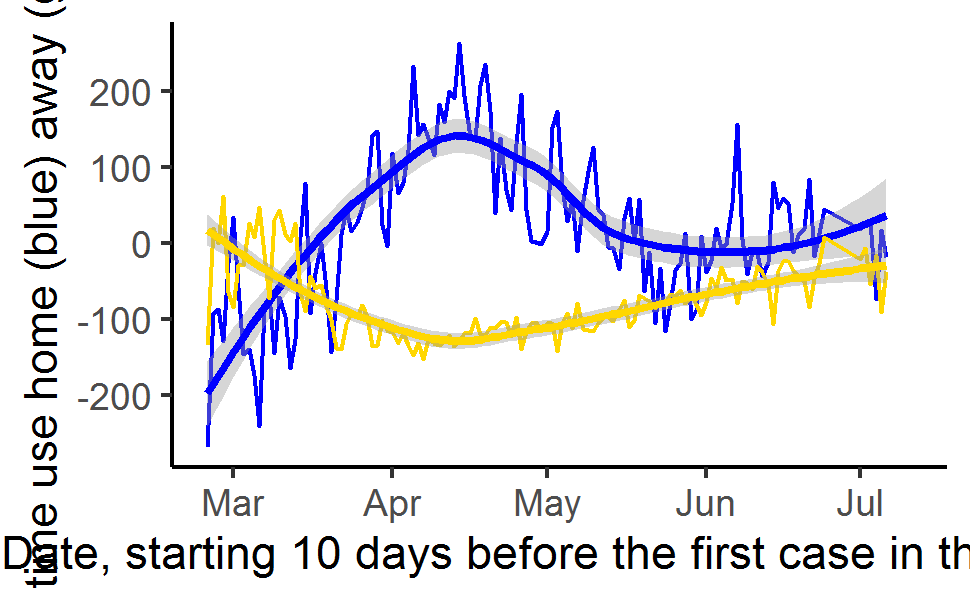 time use home (blue) away (g
200
100
0
-100
-200
Mar Apr May Jun Jul
Date, starting 10 days before the first case in th